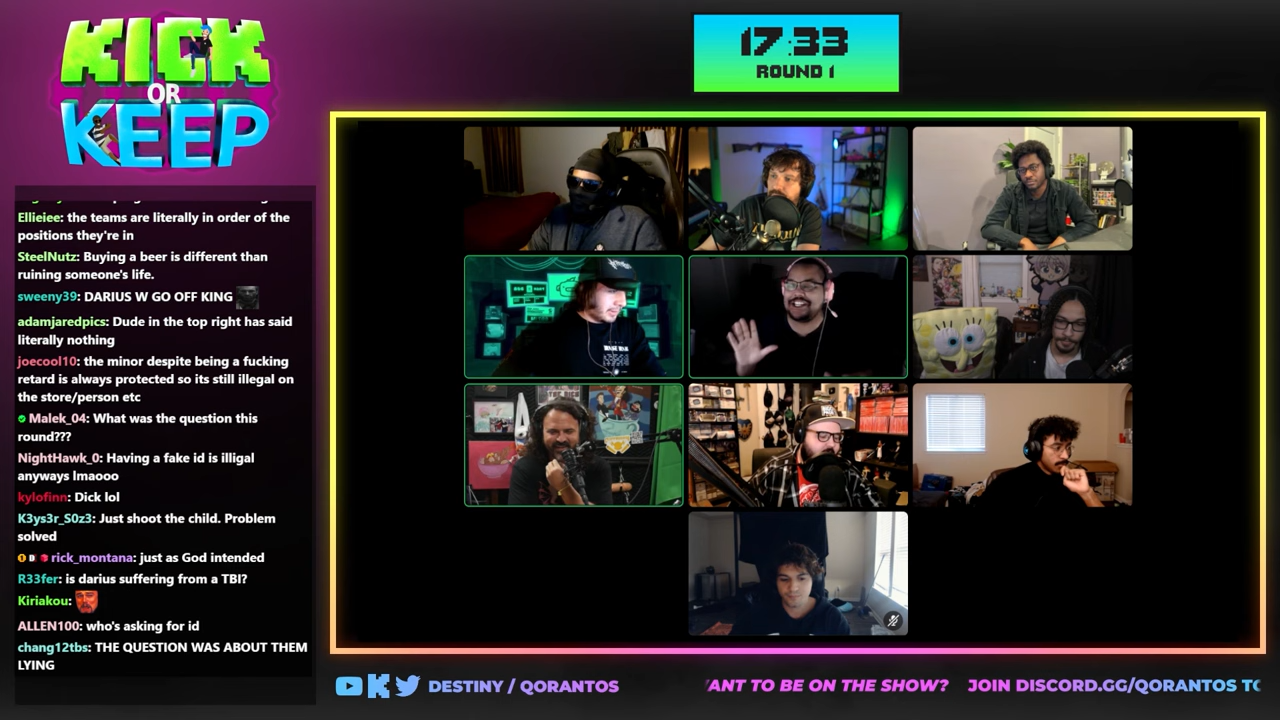 KICK
OR
KEEP
17:33
ROUND 1
Ellieiee: the teams are literally in order of the
positions they're in
SteelNutz: Buying a beer is different than
ruining someone's life.
sweeny39: DARIUS W GO OFF KING
adamjaredpics: Dude in the top right has said
literally nothing
joecool10: the minor despite being a fucking
retard is always protected so its still illegal on
the store/person etc
Malek_04: What was the question this
round???
NightHawk_0: Having a fake id is illigal
anyways lmaooo
kylofinn: Dick lol
K3ys3r_S0z3: Just shoot the child. Problem
solved
rick_montana: just as God intended
R33fer: is darius suffering from a TBI?
Kiriakou:
ALLEN100: who's asking for id
chang12tbs: THE QUESTION WAS ABOUT THEM
LYING
DESTINY / QORANTOS
ANT TO BE ON THE SHOW? JOIN DISCORD.GG/QORANTOS TO